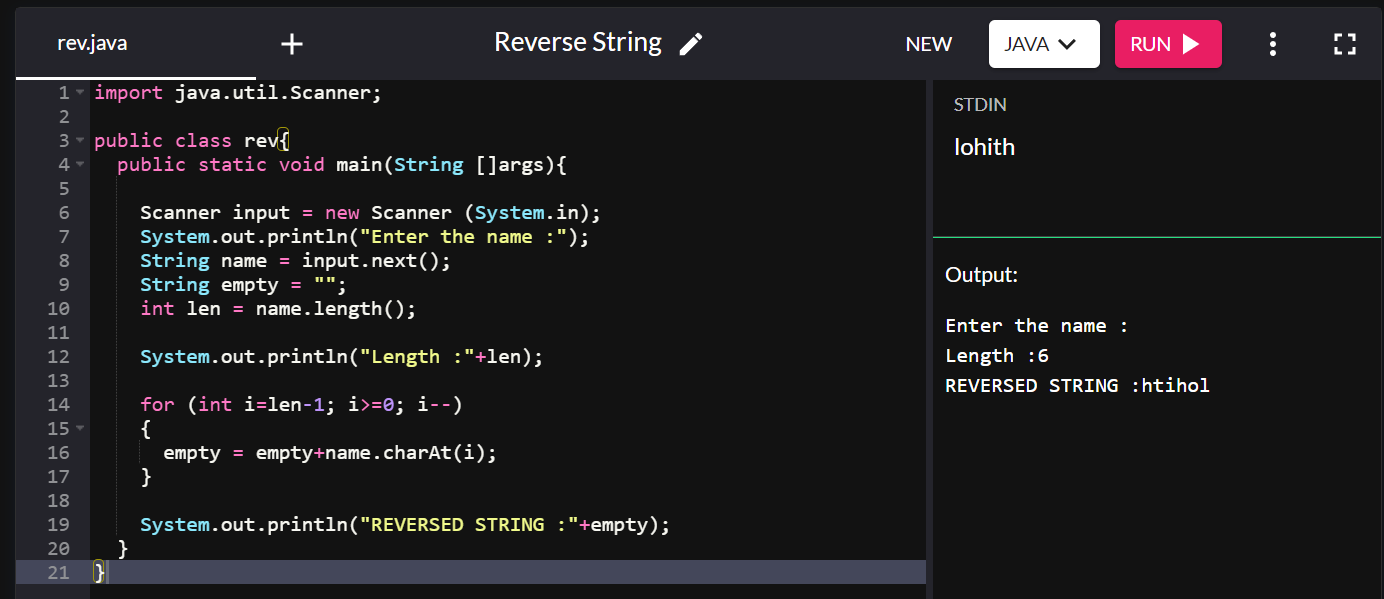 rev.java + Reverse String NEW JAVA RUN
1 import java.util.Scanner;
2
3 public class rev{
4   public static void main(String []args){
5
6     Scanner input = new Scanner (System.in);
7     System.out.println("Enter the name :");
8     String name = input.next();
9     String empty = "";
10     int len = name.length();
11
12     System.out.println("Length :"+len);
13
14     for (int i=len-1; i>=0; i--)
15     {
16       empty = empty+name.charAt(i);
17     }
18
19     System.out.println("REVERSED STRING :"+empty);
20   }
21 }
STDIN
lohith
Output:
Enter the name :
Length :6
REVERSED STRING :htihol